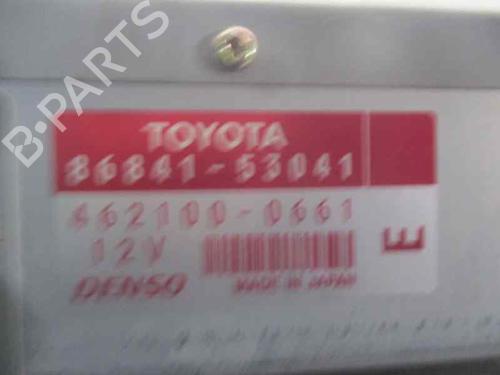 B-PARTS
TOYOTA
86841-53041
462100-0661
12V
E
DENSO
MADE IN JAPAN